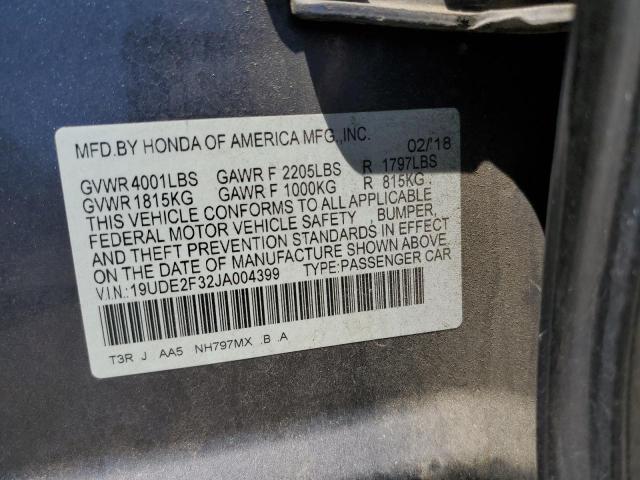 MFD.BY HONDA OF AMERICA MFG.,INC. 02/'18
GVWR 4001LBS GAWR F 2205LBS R 1797LBS
GVWR 1815KG GAWR F 1000KG R 815KG
THIS VEHICLE CONFORMS TO ALL APPLICABLE
FEDERAL MOTOR VEHICLE SAFETY BUMPER,
AND THEFT PREVENTION STANDARDS IN EFFECT
ON THE DATE OF MANUFACTURE SHOWN ABOVE.
V.I.N.:19UDE2F32JA004399 TYPE:PASSENGER CAR
T3R J AA5 NH797MX .B .A